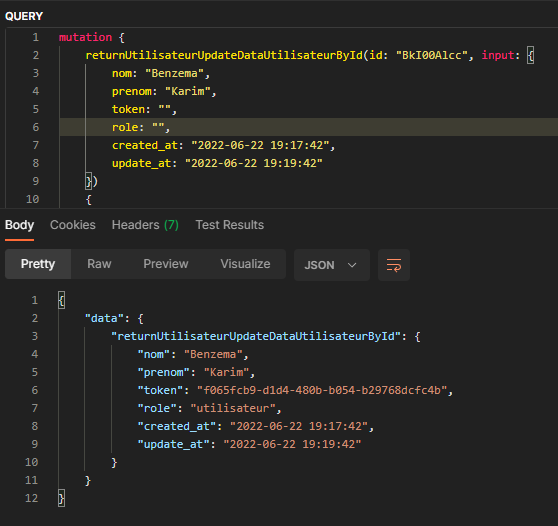 QUERY
1 mutation {
2 returnUtilisateurUpdateDataUtilisateurById(id: "BkI00Alcc", input: {
3 nom: "Benzema",
4 prenom: "Karim",
5 token: "",
6 role: "",
7 created_at: "2022-06-22 19:17:42",
8 update_at: "2022-06-22 19:19:42"
9 })
10 {
Body Cookies Headers (7) Test Results
Pretty Raw Preview Visualize JSON
1 {
2 "data": {
3 "returnUtilisateurUpdateDataUtilisateurById": {
4 "nom": "Benzema",
5 "prenom": "Karim",
6 "token": "f065fcb9-d1d4-480b-b054-b29768dcfc4b",
7 "role": "utilisateur",
8 "created_at": "2022-06-22 19:17:42",
9 "update_at": "2022-06-22 19:19:42"
10 }
11 }
12 }